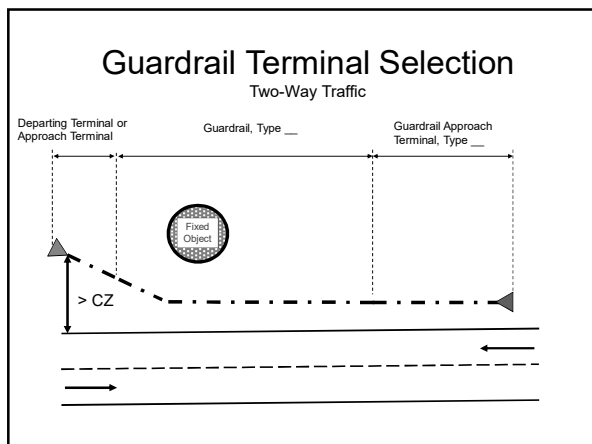 Guardrail Terminal Selection
Two-Way Traffic
Departing Terminal or
Approach Terminal
Guardrail, Type __
Guardrail Approach
Terminal, Type __
Fixed
Object
> CZ